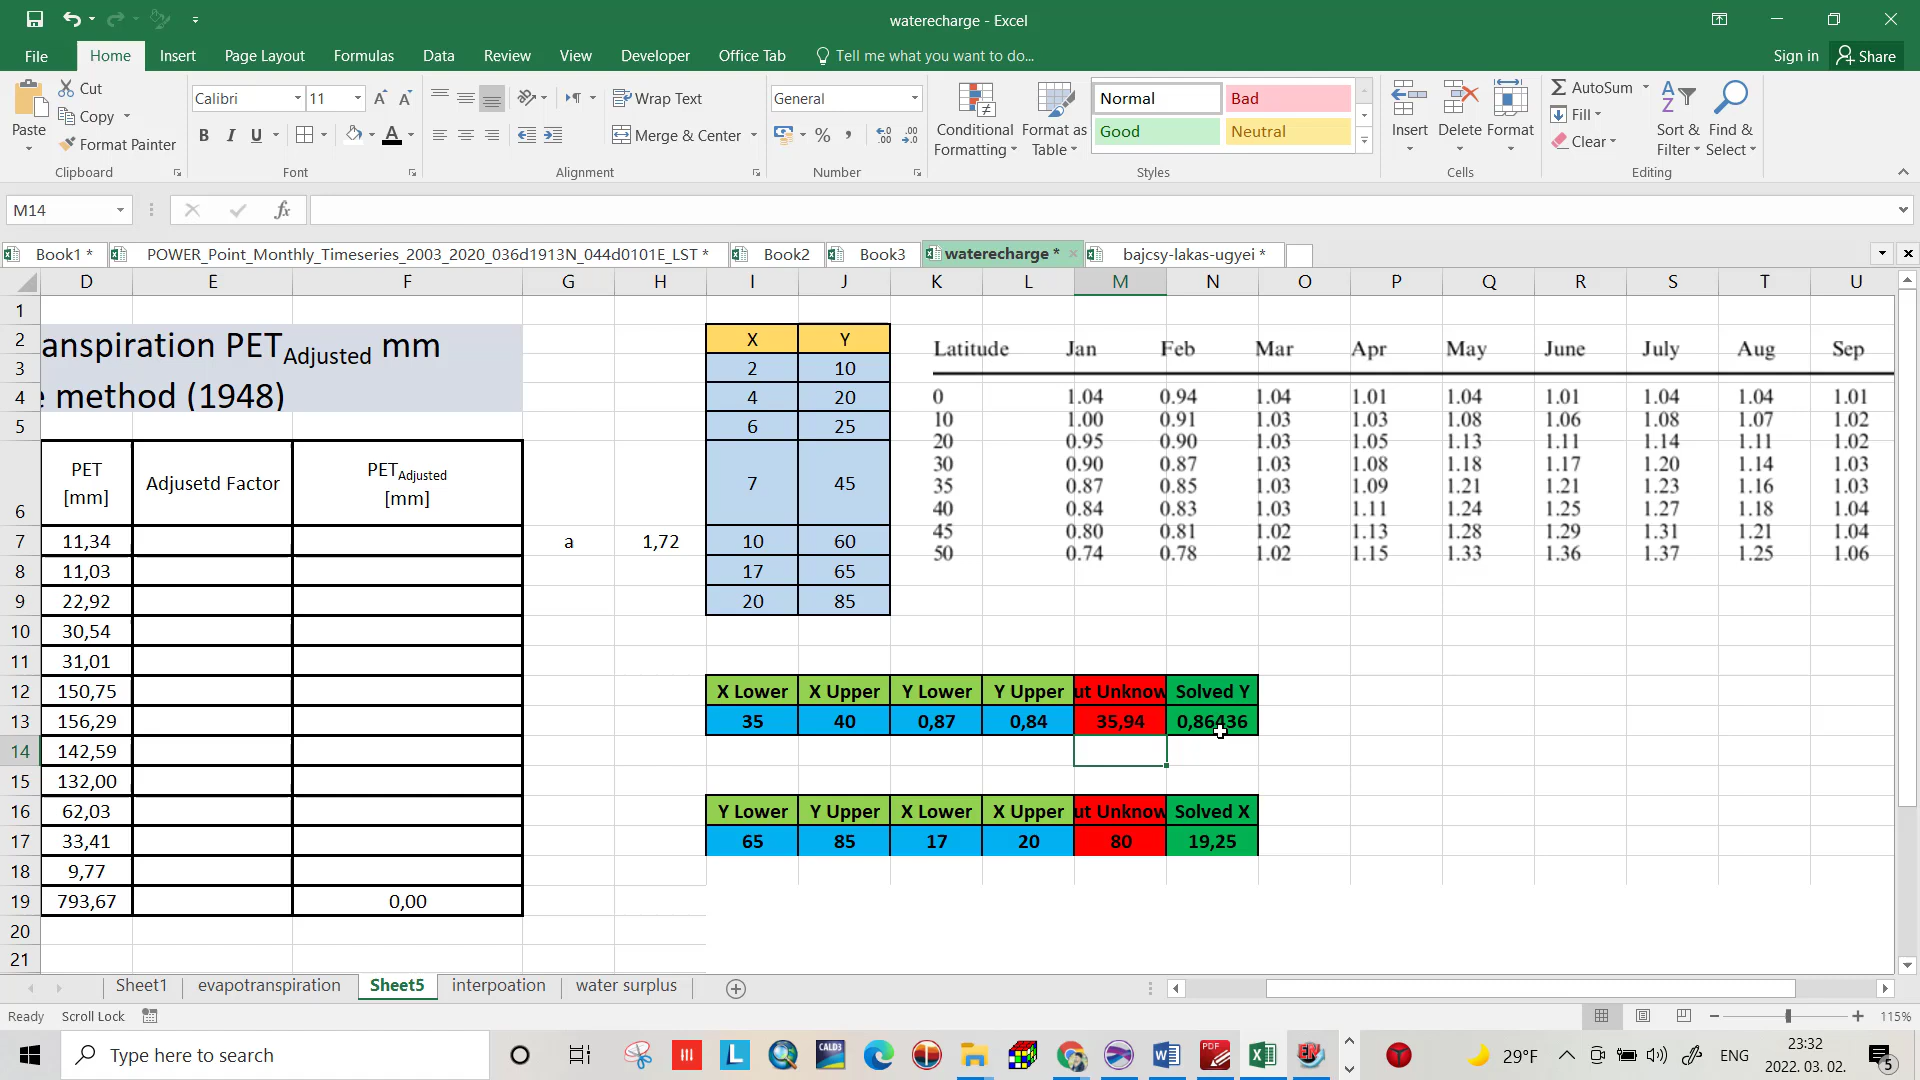 waterecharge - Excel
File Home Insert Page Layout Formulas Data Review View Developer Office Tab Tell me what you want to do... Sign in Share
Paste
Cut
Copy
Format Painter
Clipboard
Calibri 11
B I U
Font
Wrap Text
Merge & Center
Alignment
General
Number
Conditional Formatting
Format as Table
Normal Bad
Good Neutral
Styles
Insert Delete Format
Cells
AutoSum
Fill
Clear
Sort & Filter
Find & Select
Editing
M14 fx
Book1 * POWER_Point_Monthly_Timeseries_2003_2020_036d1913N_044d0101E_LST * Book2 Book3 waterecharge * bajcsy-lakas-ugyei *
D E F G H I J K L M N O P Q R S T U
1
2
3
4
5
6
7
8
9
10
11
12
13
14
15
16
17
18
19
20
21
anspiration PETAdjusted mm
method (1948)
PET [mm] Adjusetd Factor PETAdjusted [mm]
11,34
11,03
22,92
30,54
31,01
150,75
156,29
142,59
132,00
62,03
33,41
9,77
793,67 0,00
a 1,72
X Y
2 10
4 20
6 25
7 45
10 60
17 65
20 85
Latitude Jan Feb Mar Apr May June July Aug Sep
0 1.04 0.94 1.04 1.01 1.04 1.01 1.04 1.04 1.01
10 1.00 0.91 1.03 1.03 1.08 1.06 1.08 1.07 1.02
20 0.95 0.90 1.03 1.05 1.13 1.11 1.14 1.11 1.02
30 0.90 0.87 1.03 1.08 1.18 1.17 1.20 1.14 1.03
35 0.87 0.85 1.03 1.09 1.21 1.21 1.23 1.16 1.03
40 0.84 0.83 1.03 1.11 1.24 1.25 1.27 1.18 1.04
45 0.80 0.81 1.02 1.13 1.28 1.29 1.31 1.21 1.04
50 0.74 0.78 1.02 1.15 1.33 1.36 1.37 1.25 1.06
X Lower X Upper Y Lower Y Upper ut Unknow Solved Y
35 40 0,87 0,84 35,94 0,86436
Y Lower Y Upper X Lower X Upper ut Unknow Solved X
65 85 17 20 80 19,25
Sheet1 evapotranspiration Sheet5 interpoation water surplus
Ready Scroll Lock 115%
Type here to search
CALD3
PDF
29°F ENG
23:32
2022. 03. 02.
5